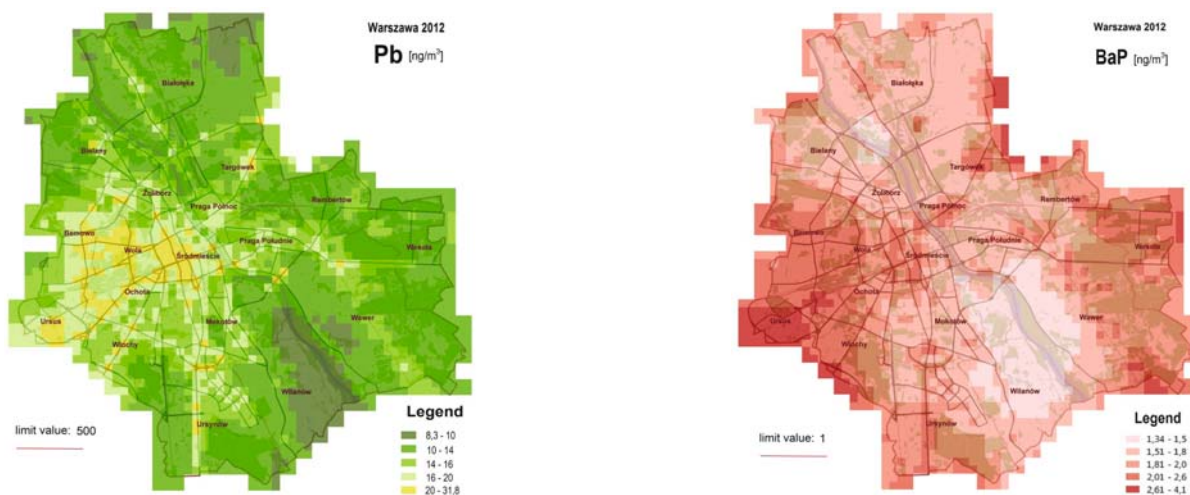 Warszawa 2012
Pb [ng/m³]
Białołęka
Bielany
Targówek
Żoliborz
Praga Północ
Rembertów
Bemowo
Wola
Praga Południe
Śródmieście
Wesoła
Ochota
Ursus
Mokotów
Wawer
Włochy
Wilanów
Ursynów
limit value: 500
Legend
8,3 - 10
10 - 14
14 - 16
16 - 20
20 - 31,8
Warszawa 2012
BaP [ng/m³]
Białołęka
Bielany
Targówek
Żoliborz
Praga Północ
Rembertów
Bemowo
Wola
Praga Południe
Śródmieście
Wesoła
Ochota
Ursus
Mokotów
Wawer
Włochy
Wilanów
Ursynów
limit value: 1
Legend
1,34 - 1,5
1,51 - 1,8
1,81 - 2,0
2,01 - 2,6
2,61 - 4,1